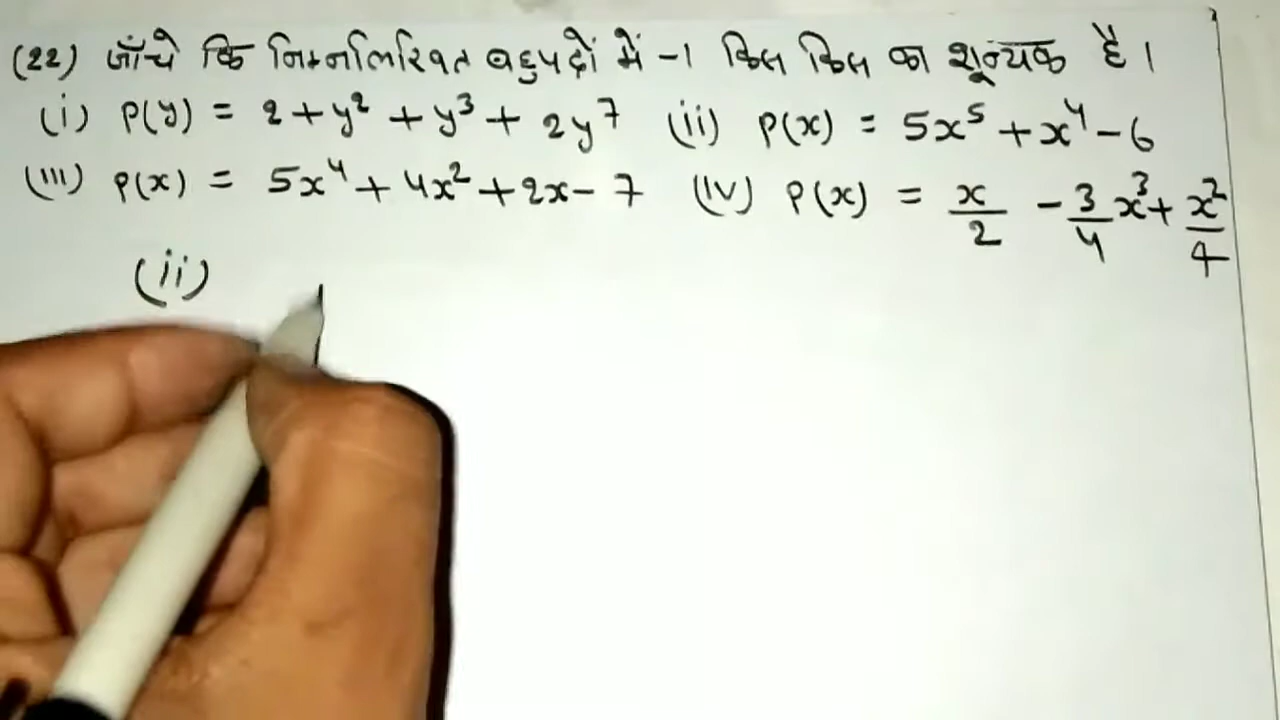 (22) जाँचे कि निम्नलिखित बहुपदों में -1 किस किस का शून्यक है।
(i) p(y) = 2 + y² + y³ + 2y⁷ (ii) p(x) = 5x⁵ + x⁴ - 6
(iii) p(x) = 5x⁴ + 4x² + 2x - 7 (iv) p(x) = x/2 - 3/4 x³ + x²/4
(ii)